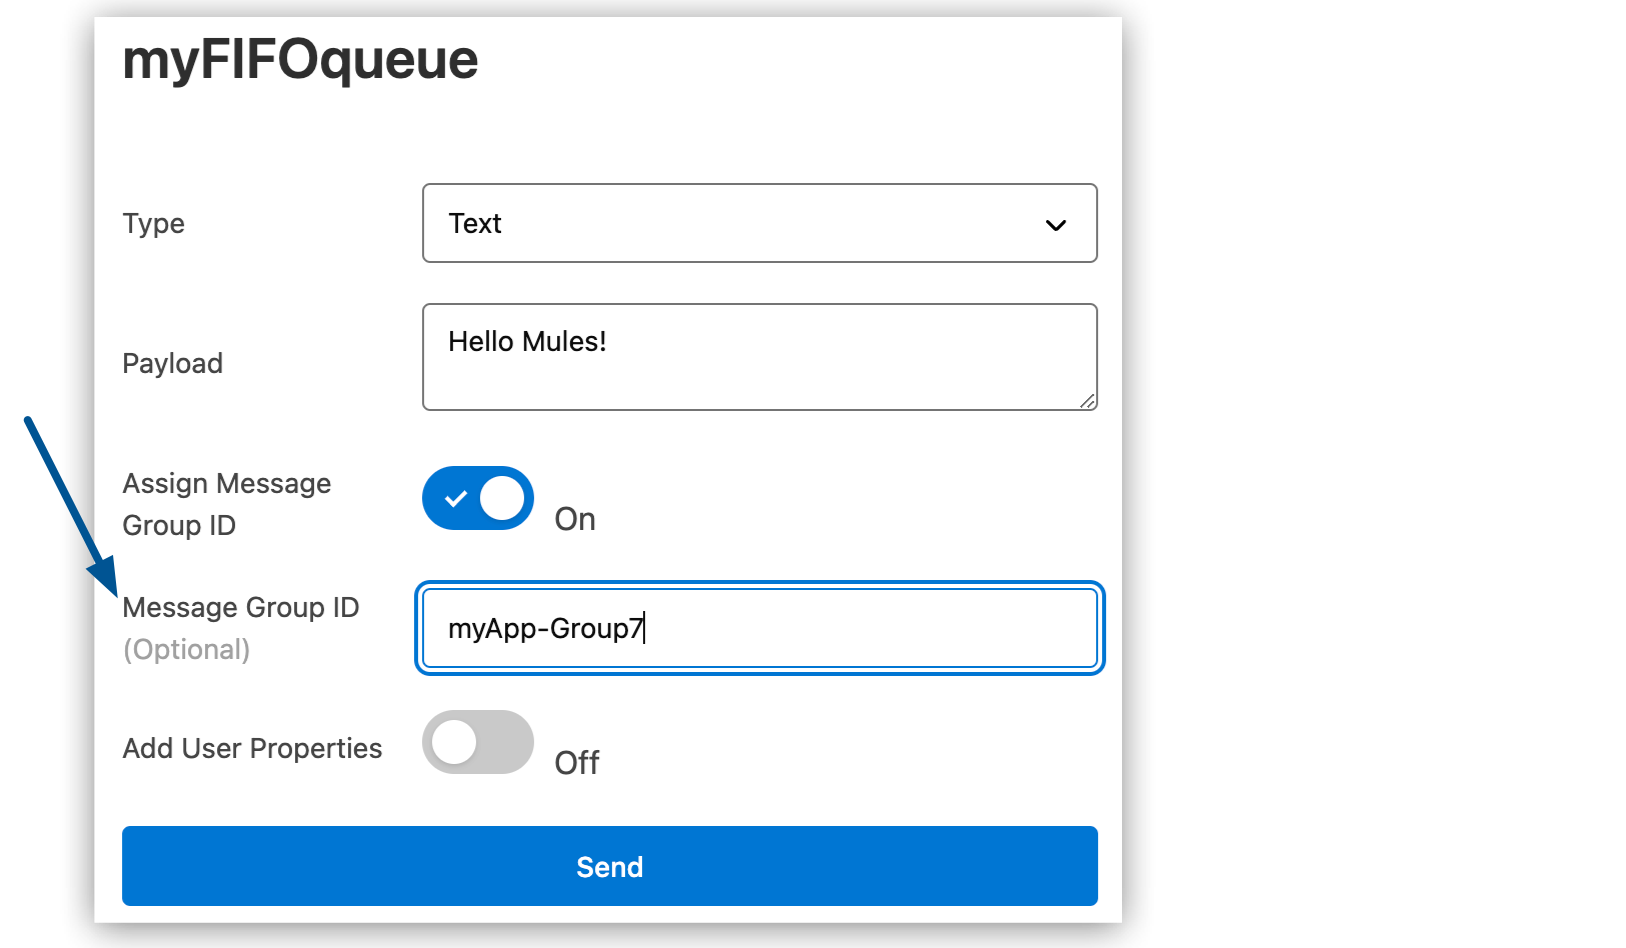 myFIFOqueue
Type
Text
Payload
Hello Mules!
Assign Message
Group ID
On
Message Group ID
(Optional)
myApp-Group7
Add User Properties
Off
Send